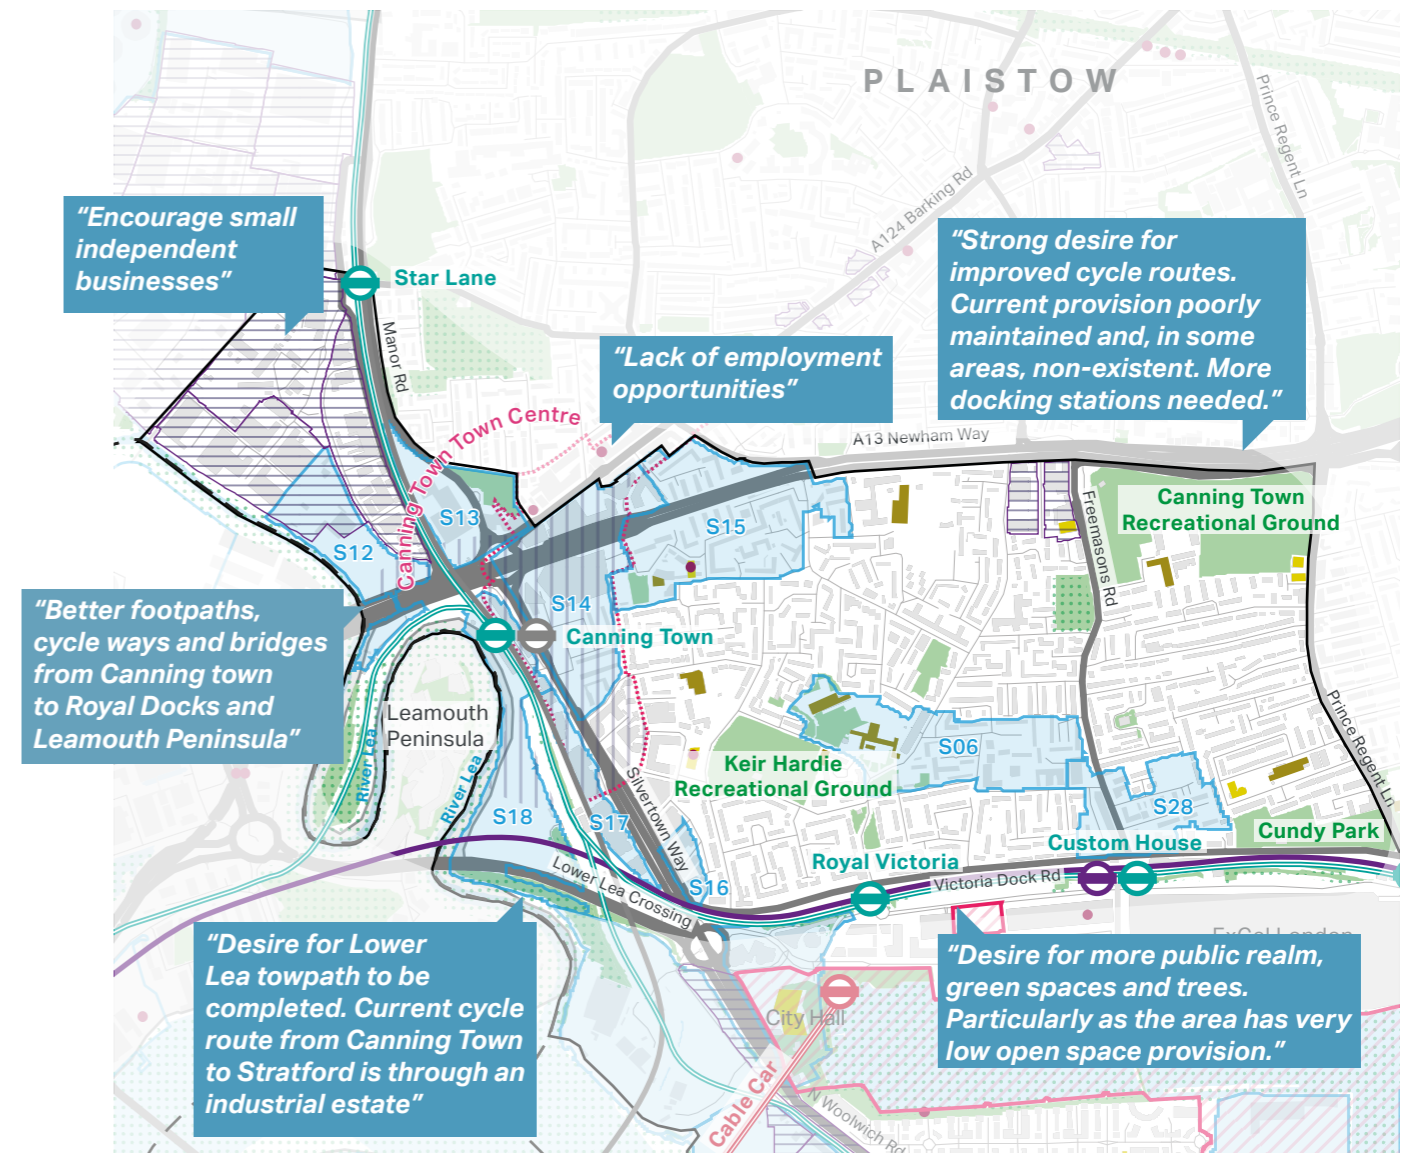 PLAISTOW
Prince Regent Ln
A124 Barking Rd
“Encourage small
independent
businesses”
Star Lane
Manor Rd
“Strong desire for
improved cycle routes.
Current provision poorly
maintained and, in some
areas, non-existent. More
docking stations needed.”
“Lack of employment
opportunities”
Canning Town Town Centre
A13 Newham Way
Canning Town
Recreational Ground
Freemasons Rd
S13
S15
S12
S14
“Better footpaths,
cycle ways and bridges
from Canning town
to Royal Docks and
Leamouth Peninsula”
Canning Town
Leamouth
Peninsula
River Lea
River Lea
Prince Regent Ln
Keir Hardie
Recreational Ground
S06
Silvertown Way
S28
S18
S17
Cundy Park
Custom House
Royal Victoria
Victoria Dock Rd
Lower Lea Crossing
S16
“Desire for Lower
Lea towpath to be
completed. Current cycle
route from Canning Town
to Stratford is through an
industrial estate”
ExCel London
“Desire for more public realm,
green spaces and trees.
Particularly as the area has very
low open space provision.”
City Hall
Cable Car
N Woolwich Rd